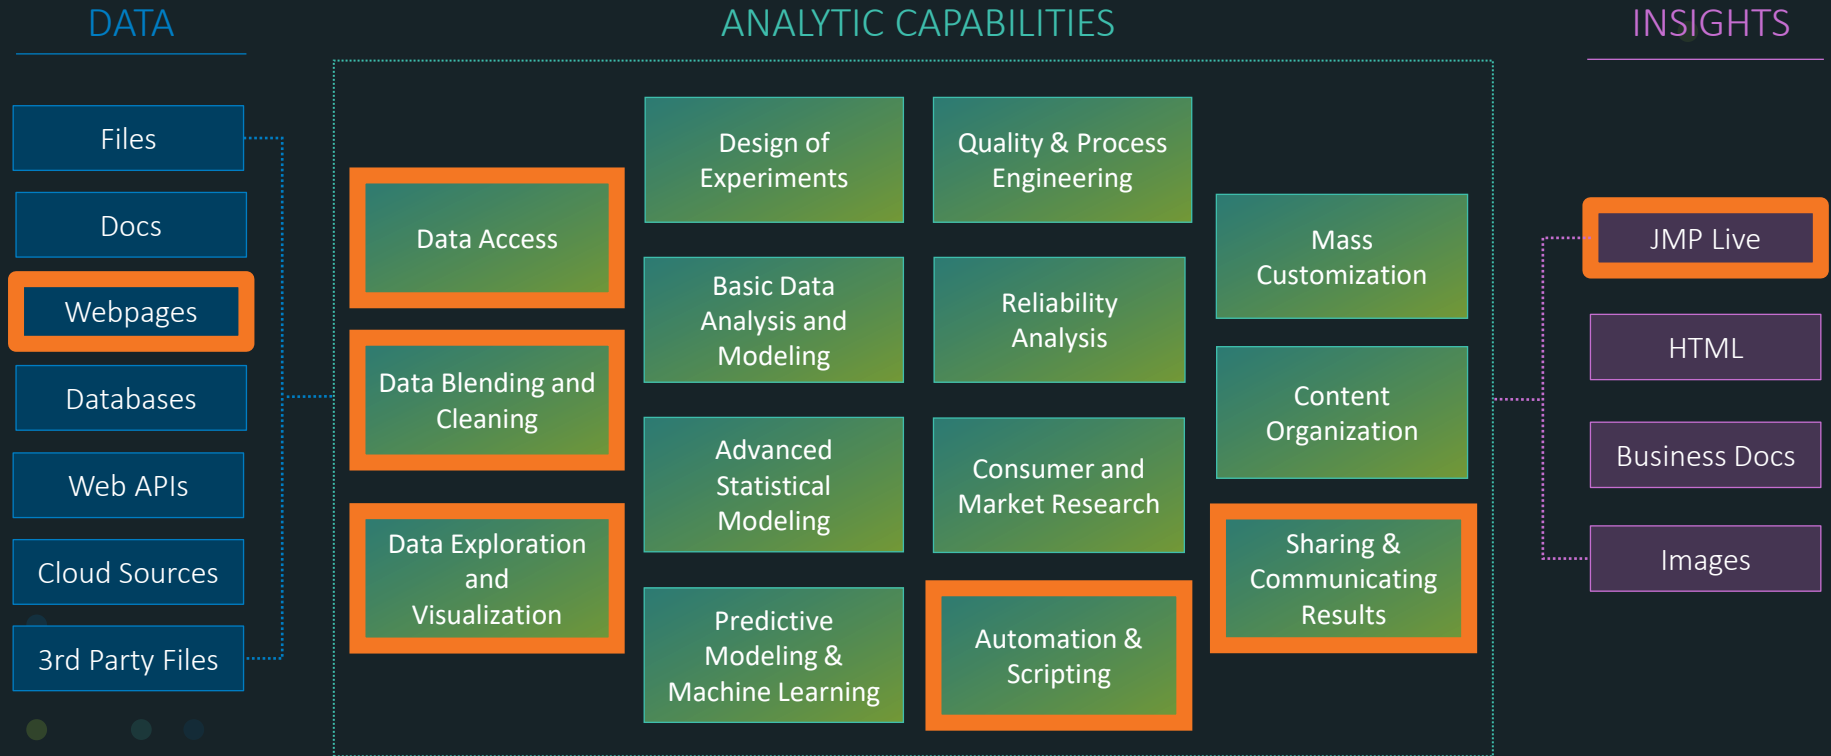 DATA
ANALYTIC CAPABILITIES
INSIGHTS
Files
Docs
Webpages
Databases
Web APIs
Cloud Sources
3rd Party Files
Data Access
Data Blending and
Cleaning
Data Exploration
and
Visualization
Design of
Experiments
Basic Data
Analysis and
Modeling
Advanced
Statistical
Modeling
Predictive
Modeling &
Machine Learning
Quality & Process
Engineering
Reliability
Analysis
Consumer and
Market Research
Automation &
Scripting
Mass
Customization
Content
Organization
Sharing &
Communicating
Results
JMP Live
HTML
Business Docs
Images